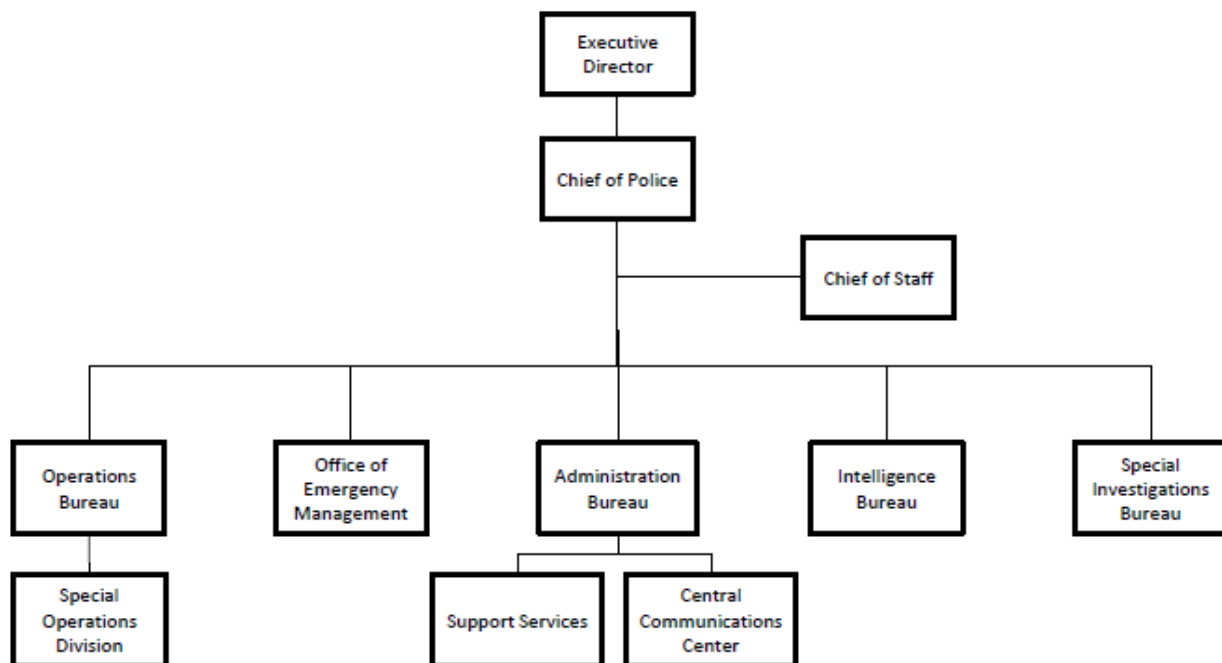 Executive
Director
Chief of Police
Chief of Staff
Operations
Bureau
Office of
Emergency
Management
Administration
Bureau
Intelligence
Bureau
Special
Investigations
Bureau
Special
Operations
Division
Support Services
Central
Communications
Center